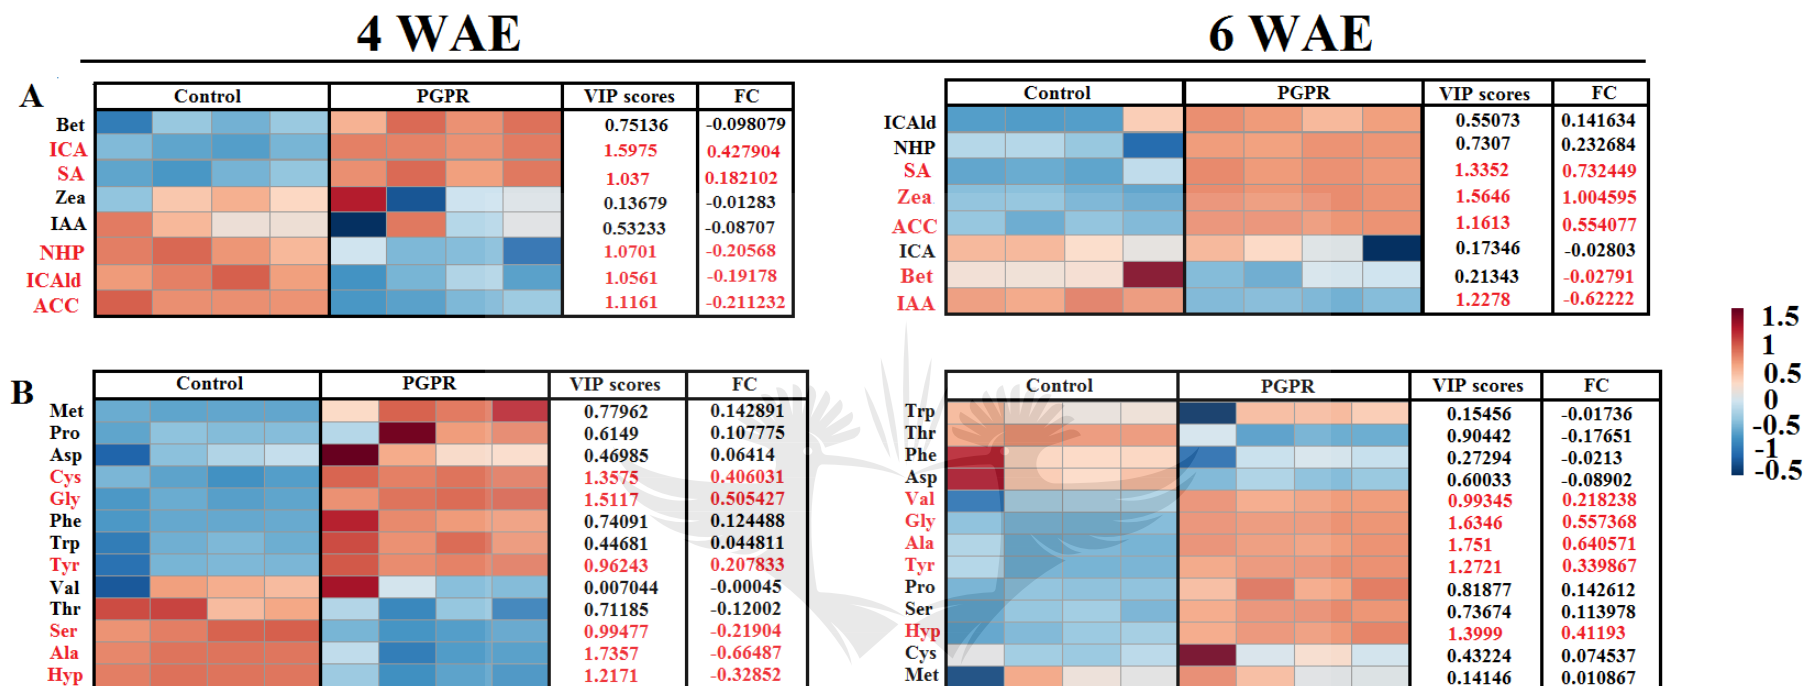 4 WAE 6 WAE
A
Control PGPR VIP scores FC
Bet 0.75136 -0.098079
ICA 1.5975 0.427904
SA 1.037 0.182102
Zea 0.13679 -0.01283
IAA 0.53233 -0.08707
NHP 1.0701 -0.20568
ICAld 1.0561 -0.19178
ACC 1.1161 -0.211232
Control PGPR VIP scores FC
ICAld 0.55073 0.141634
NHP 0.7307 0.232684
SA 1.3352 0.732449
Zea 1.5646 1.004595
ACC 1.1613 0.554077
ICA 0.17346 -0.02803
Bet 0.21343 -0.02791
IAA 1.2278 -0.62222
B
Control PGPR VIP scores FC
Met 0.77962 0.142891
Pro 0.6149 0.107775
Asp 0.46985 0.06414
Cys 1.3575 0.406031
Gly 1.5117 0.505427
Phe 0.74091 0.124488
Trp 0.44681 0.044811
Tyr 0.96243 0.207833
Val 0.007044 -0.00045
Thr 0.71185 -0.12002
Ser 0.99477 -0.21904
Ala 1.7357 -0.66487
Hyp 1.2171 -0.32852
Control PGPR VIP scores FC
Trp 0.15456 -0.01736
Thr 0.90442 -0.17651
Phe 0.27294 -0.0213
Asp 0.60033 -0.08902
Val 0.99345 0.218238
Gly 1.6346 0.557368
Ala 1.751 0.640571
Tyr 1.2721 0.339867
Pro 0.81877 0.142612
Ser 0.73674 0.113978
Hyp 1.3999 0.41193
Cys 0.43224 0.074537
Met 0.14146 0.010867
1.5
1
0.5
0
-0.5
-1
-0.5